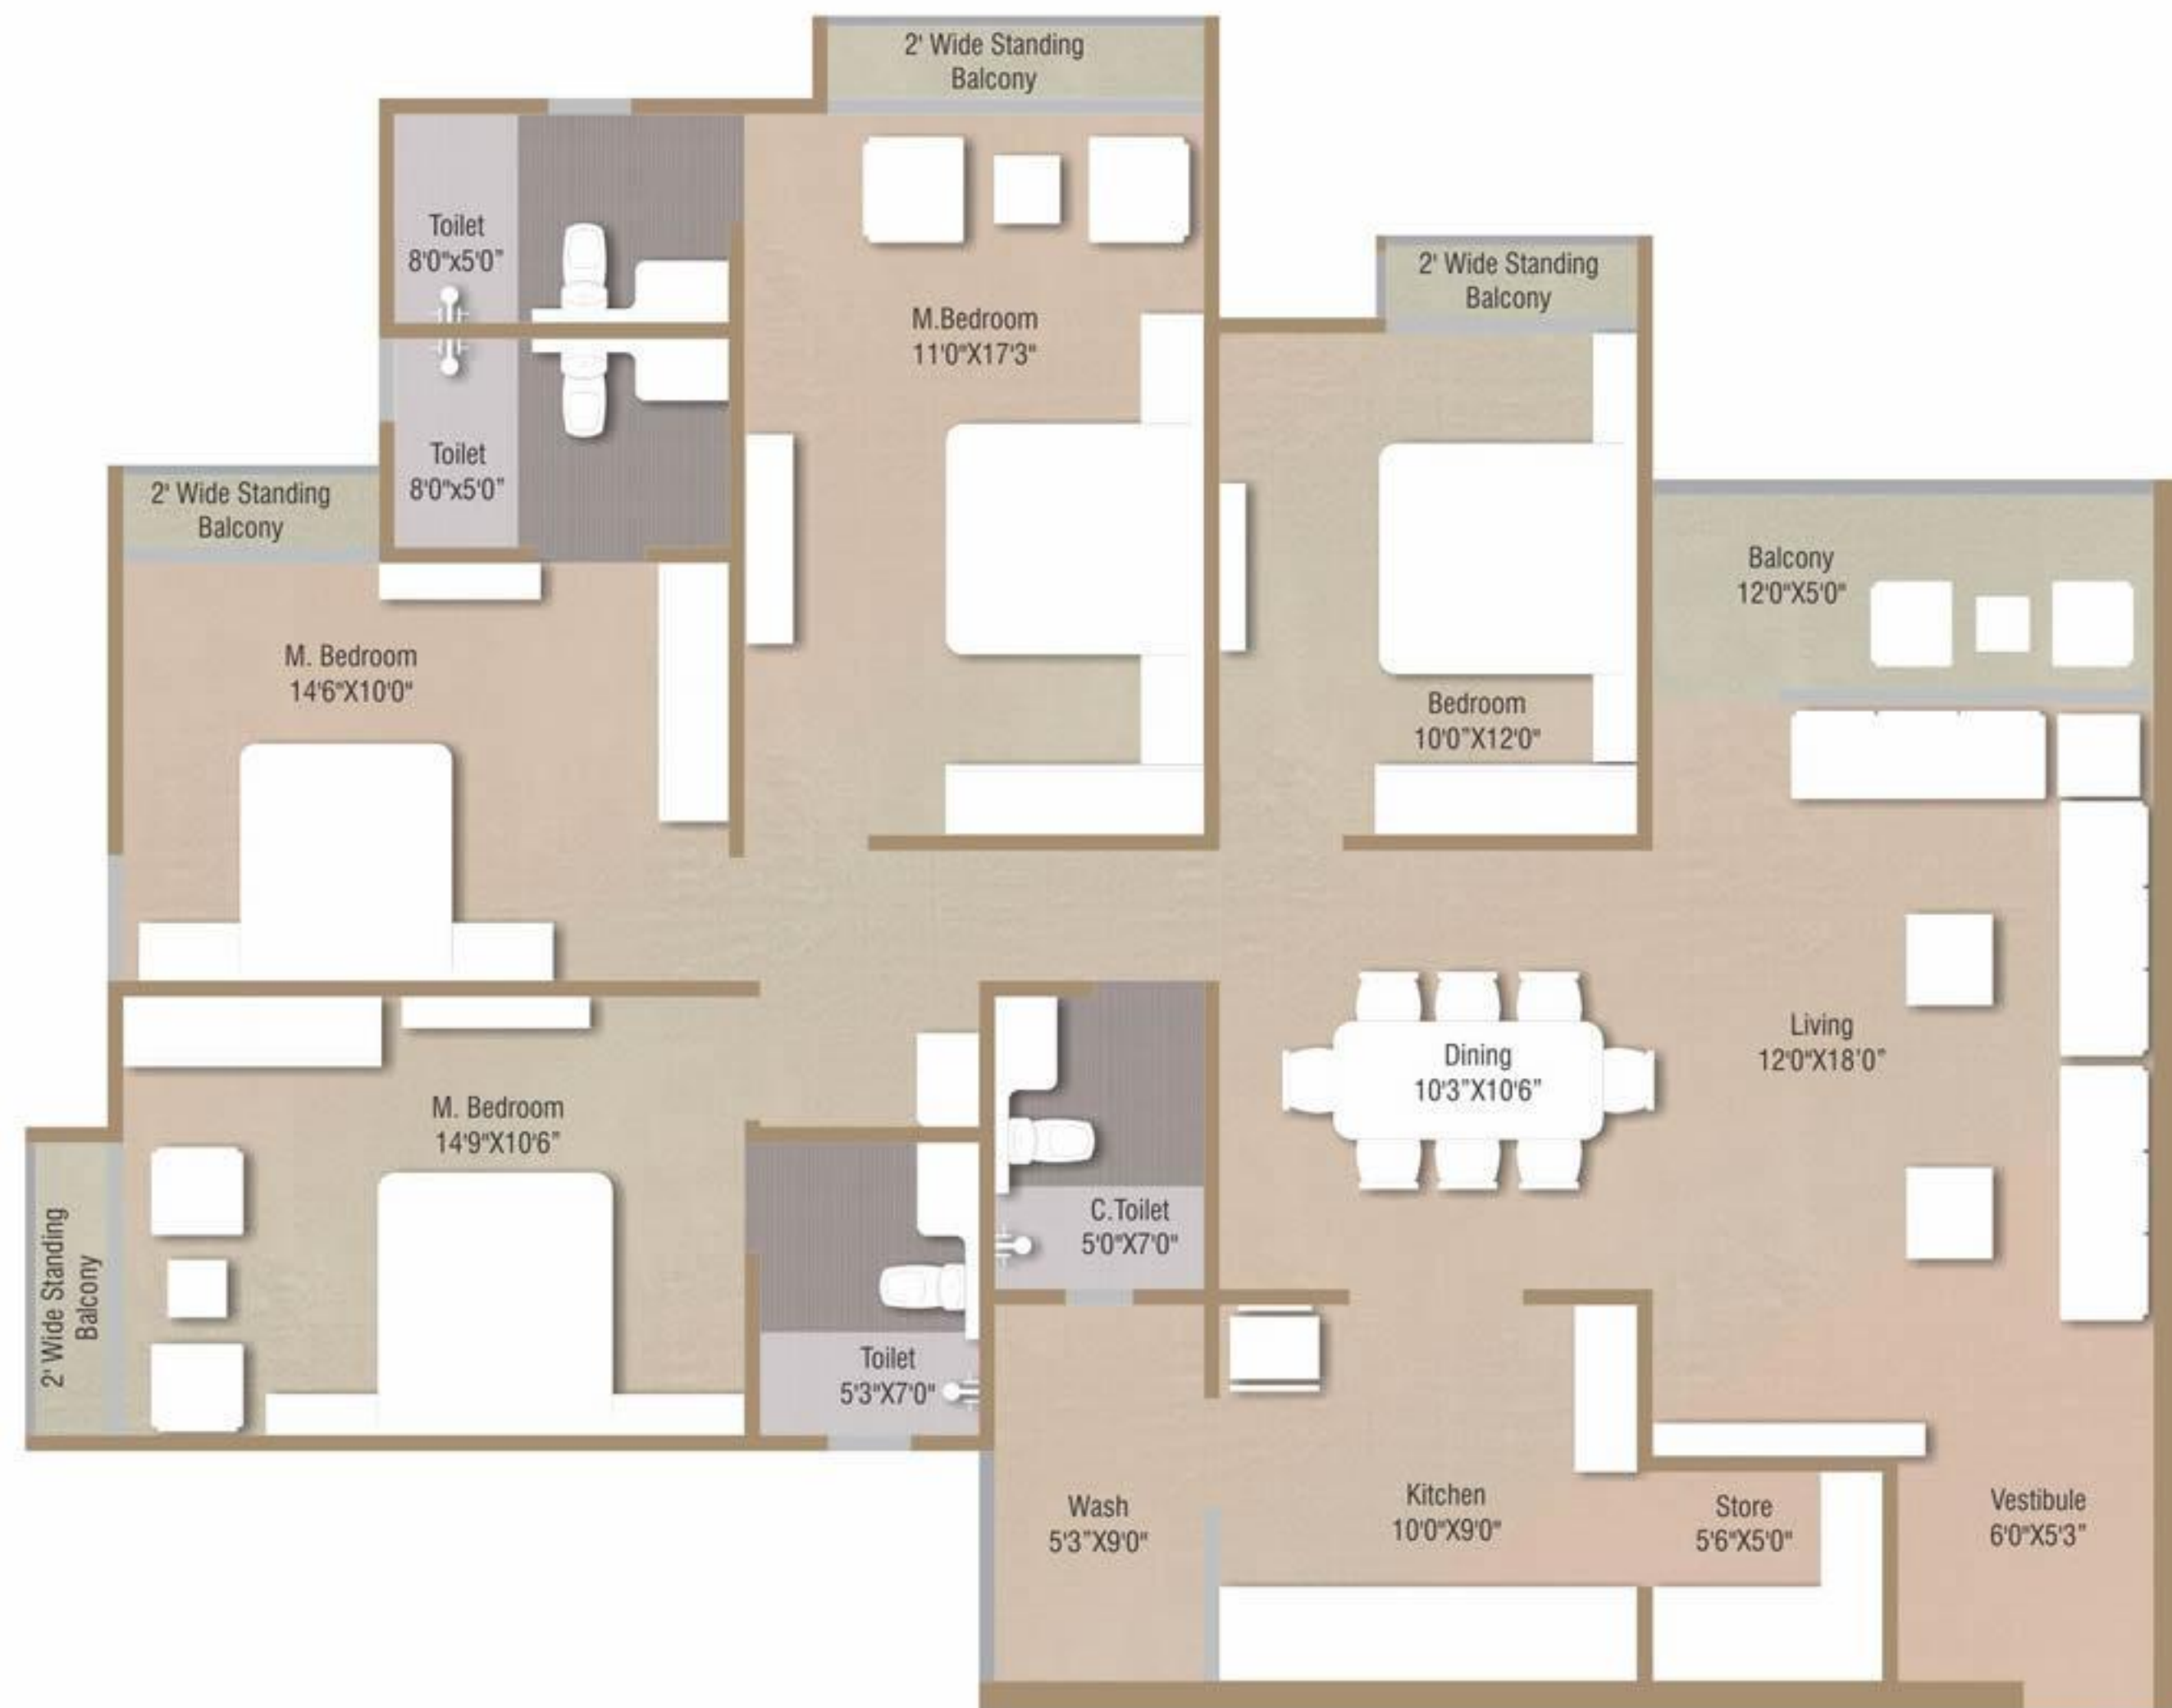 2' Wide Standing
Balcony
Toilet
8'0"x5'0"
M.Bedroom
11'0"X17'3"
2' Wide Standing
Balcony
Toilet
8'0"x5'0"
2' Wide Standing
Balcony
Balcony
12'0"X5'0"
M. Bedroom
14'6"X10'0"
Bedroom
10'0"X12'0"
Living
12'0"X18'0"
Dining
10'3"X10'6"
M. Bedroom
14'9"X10'6"
C.Toilet
5'0"X7'0"
2' Wide Standing
Balcony
Toilet
5'3"X7'0"
Wash
5'3"X9'0"
Kitchen
10'0"X9'0"
Store
5'6"X5'0"
Vestibule
6'0"X5'3"